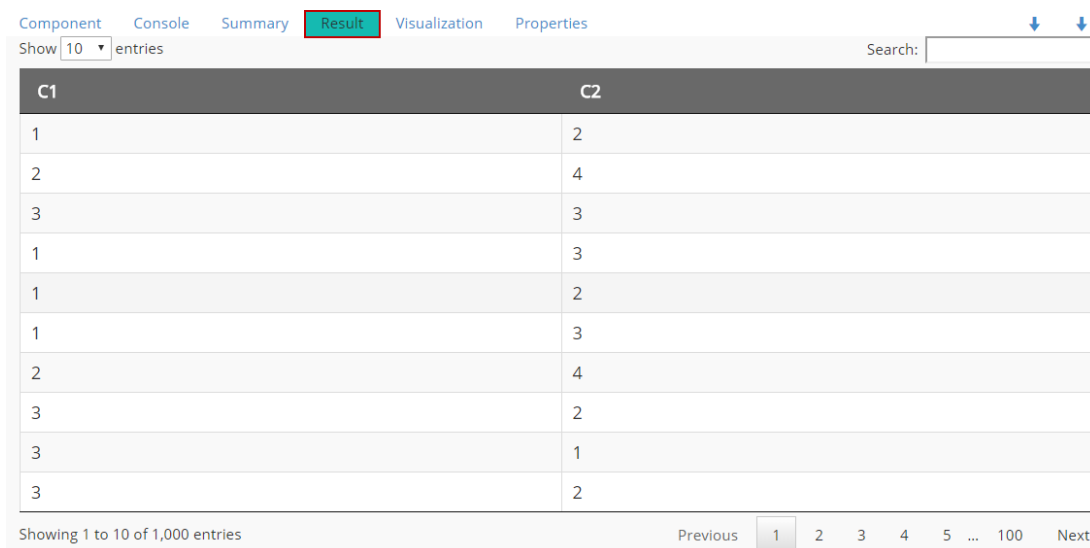 Component Console Summary Result Visualization Properties
Show 10 entries Search:
C1 C2
1 2
2 4
3 3
1 3
1 2
1 3
2 4
3 2
3 1
3 2
Showing 1 to 10 of 1,000 entries Previous 1 2 3 4 5 ... 100 Next